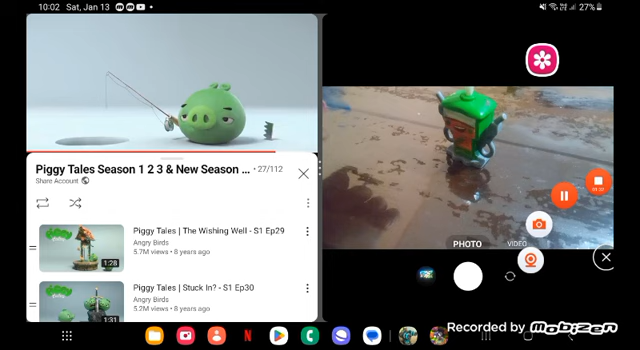 10:02 Sat, Jan 13
27%
Piggy Tales Season 1 2 3 & New Season ... • 27/112
Share Account
Piggy Tales | The Wishing Well - S1 Ep29
Angry Birds
5.7M views • 8 years ago
1:28
Piggy Tales | Stuck In? - S1 Ep30
Angry Birds
5.2M views • 8 years ago
1:31
PHOTO VIDEO
Recorded by mobizen